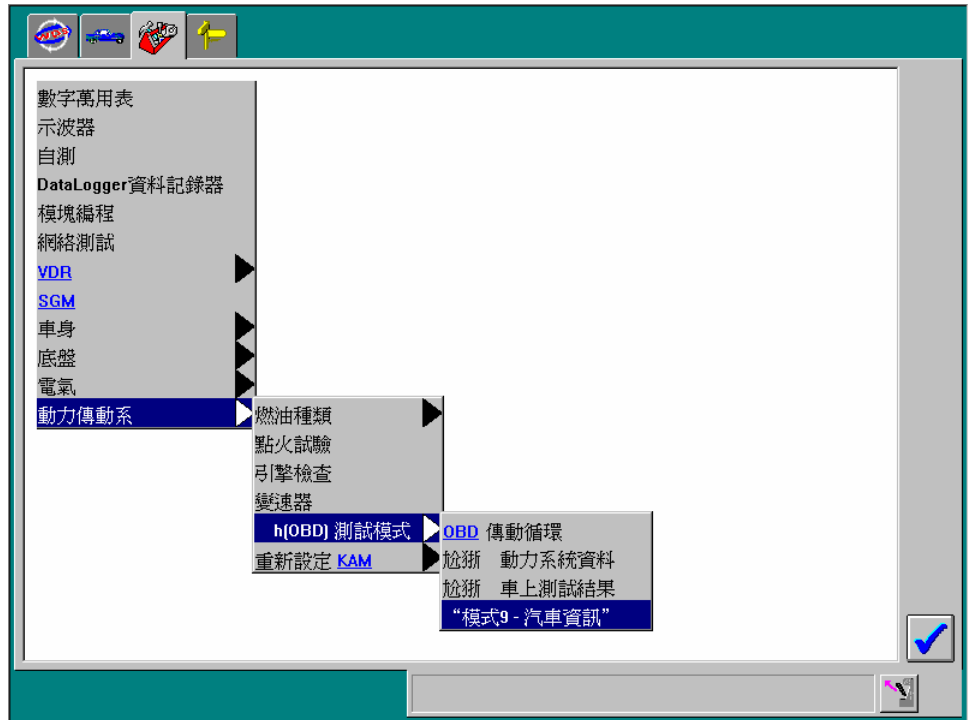 數字萬用表
示波器
自測
DataLogger資料記錄器
模塊編程
網絡測試
VDR
SGM
車身
底盤
電氣
動力傳動系
燃油種類
點火試驗
引擎檢查
變速器
h(OBD) 測試模式
重新設定 KAM
OBD 傳動循環
尬 動力系統資料
尬 車上測試結果
“模式9 - 汽車資訊”